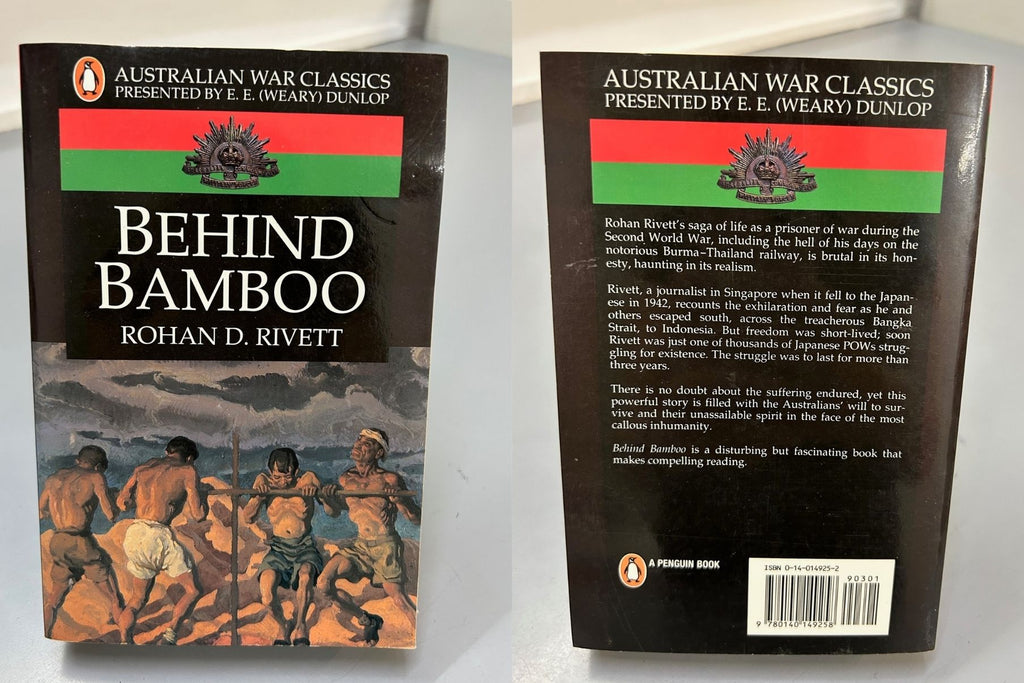 AUSTRALIAN WAR CLASSICS
PRESENTED BY E. E. (WEARY) DUNLOP
BEHIND
BAMBOO
ROHAN D. RIVETT
AUSTRALIAN WAR CLASSICS
PRESENTED BY E. E. (WEARY) DUNLOP
Rohan Rivett's saga of life as a prisoner of war during the
Second World War, including the hell of his days on the
notorious Burma–Thailand railway, is brutal in its hon-
esty, haunting in its realism.
Rivett, a journalist in Singapore when it fell to the Japan-
ese in 1942, recounts the exhilaration and fear as he and
others escaped south, across the treacherous Bangka
Strait, to Indonesia. But freedom was short-lived; soon
Rivett was just one of thousands of Japanese POWs strug-
gling for existence. The struggle was to last for more than
three years.
There is no doubt about the suffering endured, yet this
powerful story is filled with the Australians' will to sur-
vive and their unassailable spirit in the face of the most
callous inhumanity.
Behind Bamboo is a disturbing but fascinating book that
makes compelling reading.
A PENGUIN BOOK
ISBN 0-14-014925-2
90301
9 780140 149258